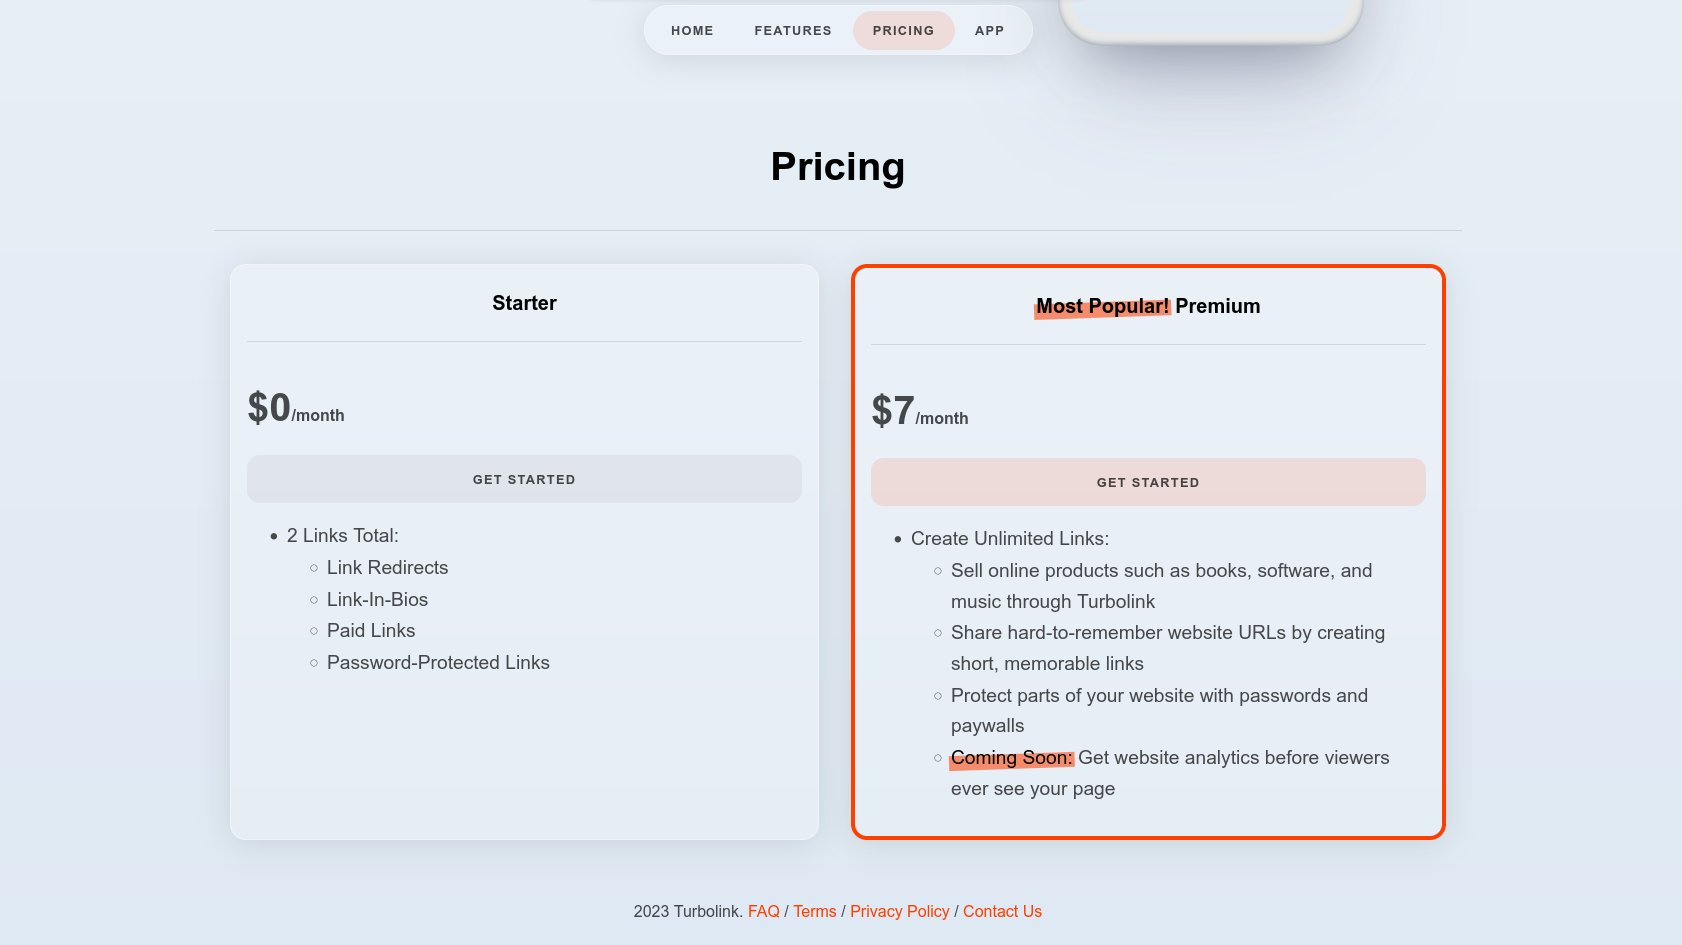 HOME FEATURES PRICING APP
Pricing
Starter
$0/month
GET STARTED
2 Links Total:
Link Redirects
Link-In-Bios
Paid Links
Password-Protected Links
Most Popular! Premium
$7/month
GET STARTED
Create Unlimited Links:
Sell online products such as books, software, and
music through Turbolink
Share hard-to-remember website URLs by creating
short, memorable links
Protect parts of your website with passwords and
paywalls
Coming Soon: Get website analytics before viewers
ever see your page
2023 Turbolink. FAQ / Terms / Privacy Policy / Contact Us